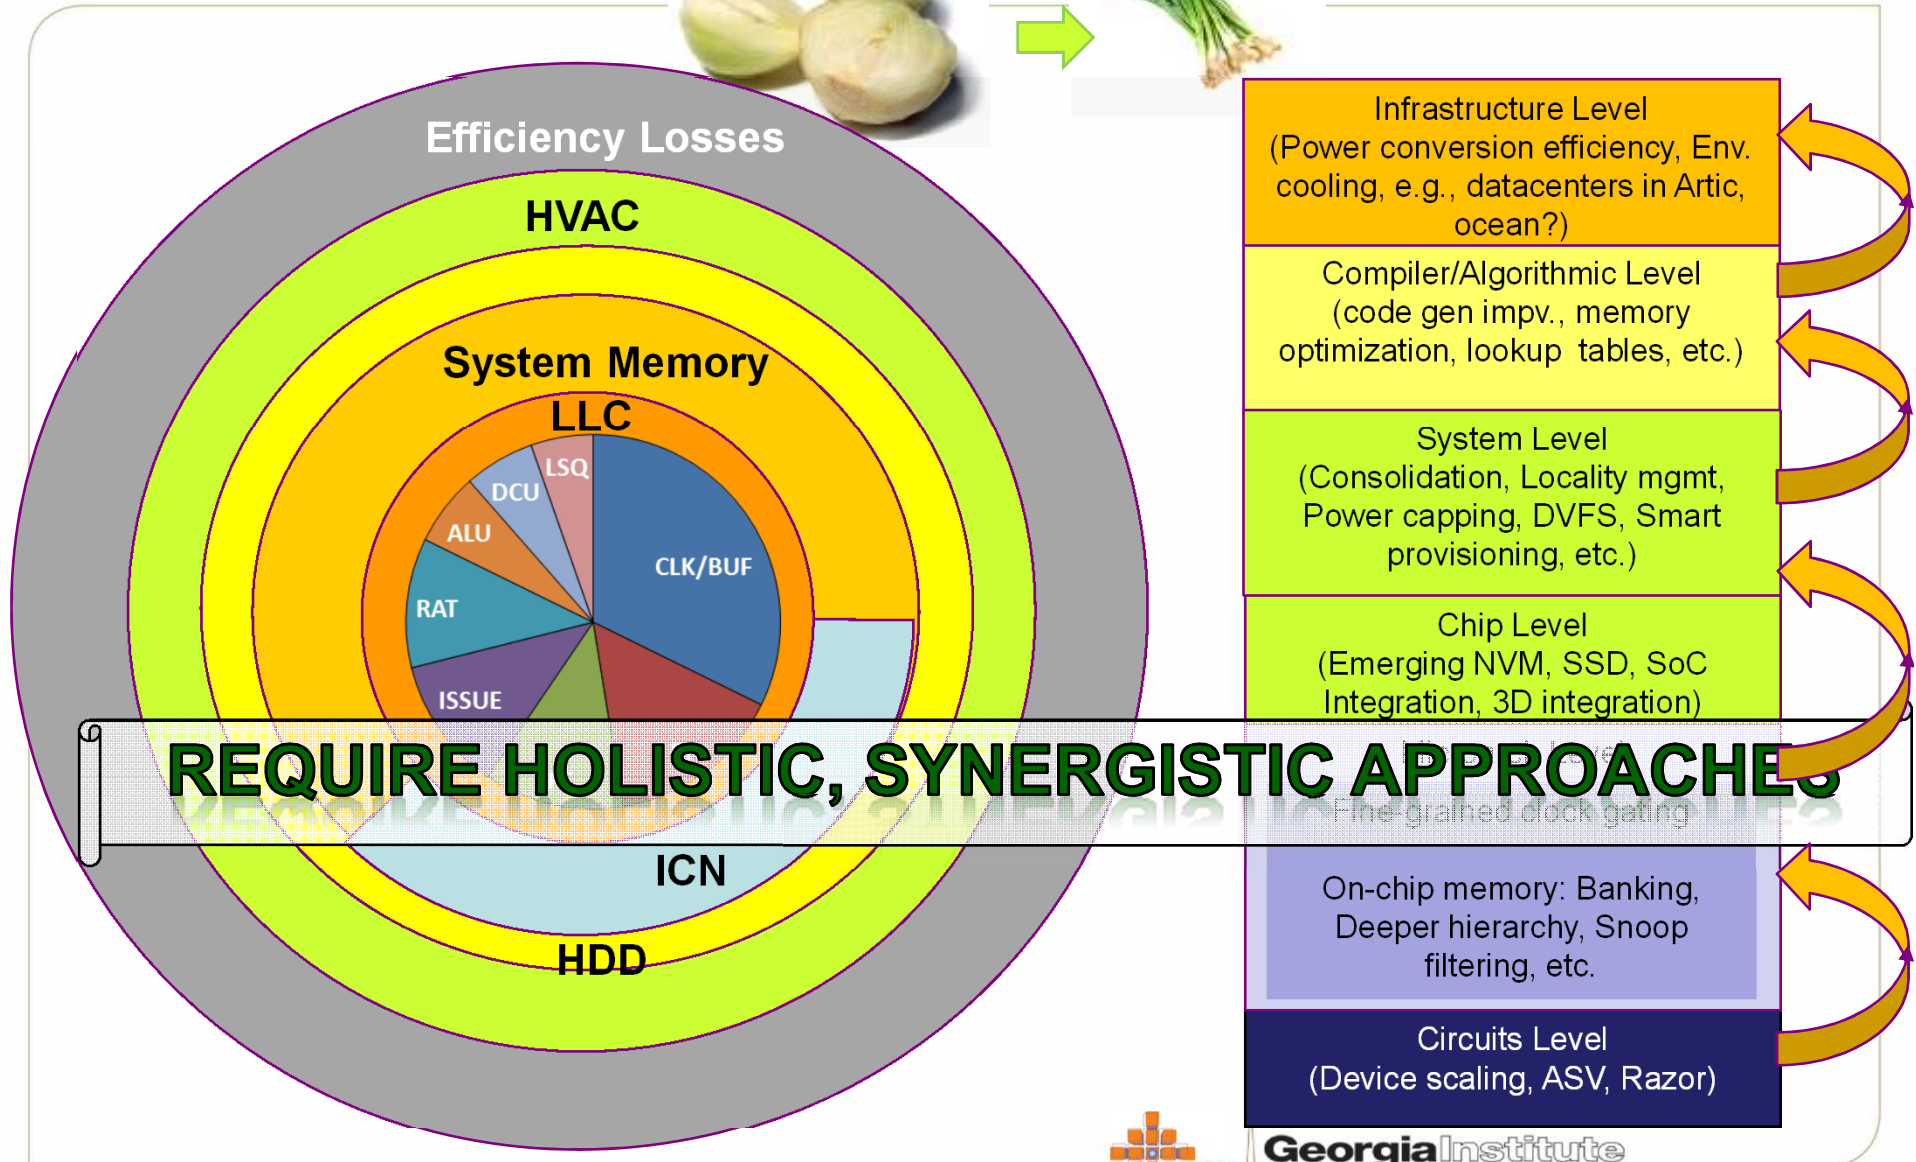 Efficiency Losses
HVAC
System Memory
LLC
LSQ
DCU
ALU
CLK/BUF
RAT
ISSUE
ICN
HDD
Infrastructure Level
(Power conversion efficiency, Env.
cooling, e.g., datacenters in Artic,
ocean?)
Compiler/Algorithmic Level
(code gen impv., memory
optimization, lookup tables, etc.)
System Level
(Consolidation, Locality mgmt,
Power capping, DVFS, Smart
provisioning, etc.)
Chip Level
(Emerging NVM, SSD, SoC
Integration, 3D integration)
REQUIRE HOLISTIC, SYNERGISTIC APPROACHES
Fine-grained clock gating
On-chip memory: Banking,
Deeper hierarchy, Snoop
filtering, etc.
Circuits Level
(Device scaling, ASV, Razor)
Georgia Institute